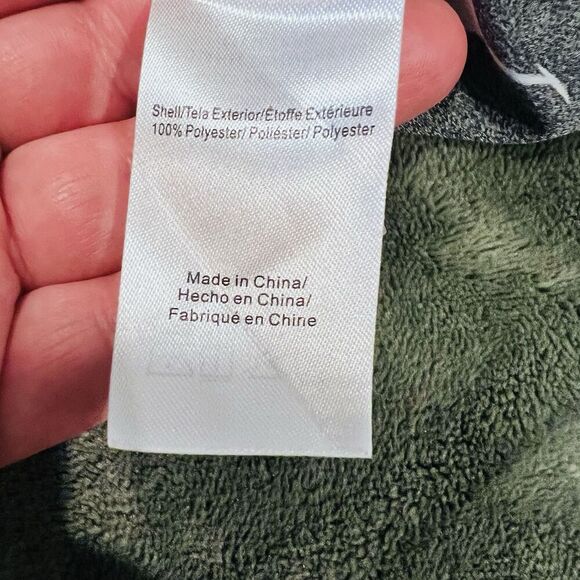 Shell/Tela Exterior/Étoffe Extérieure
100% Polyester/ Poliéster/ Polyester
Made in China/
Hecho en China/
Fabriqué en Chine